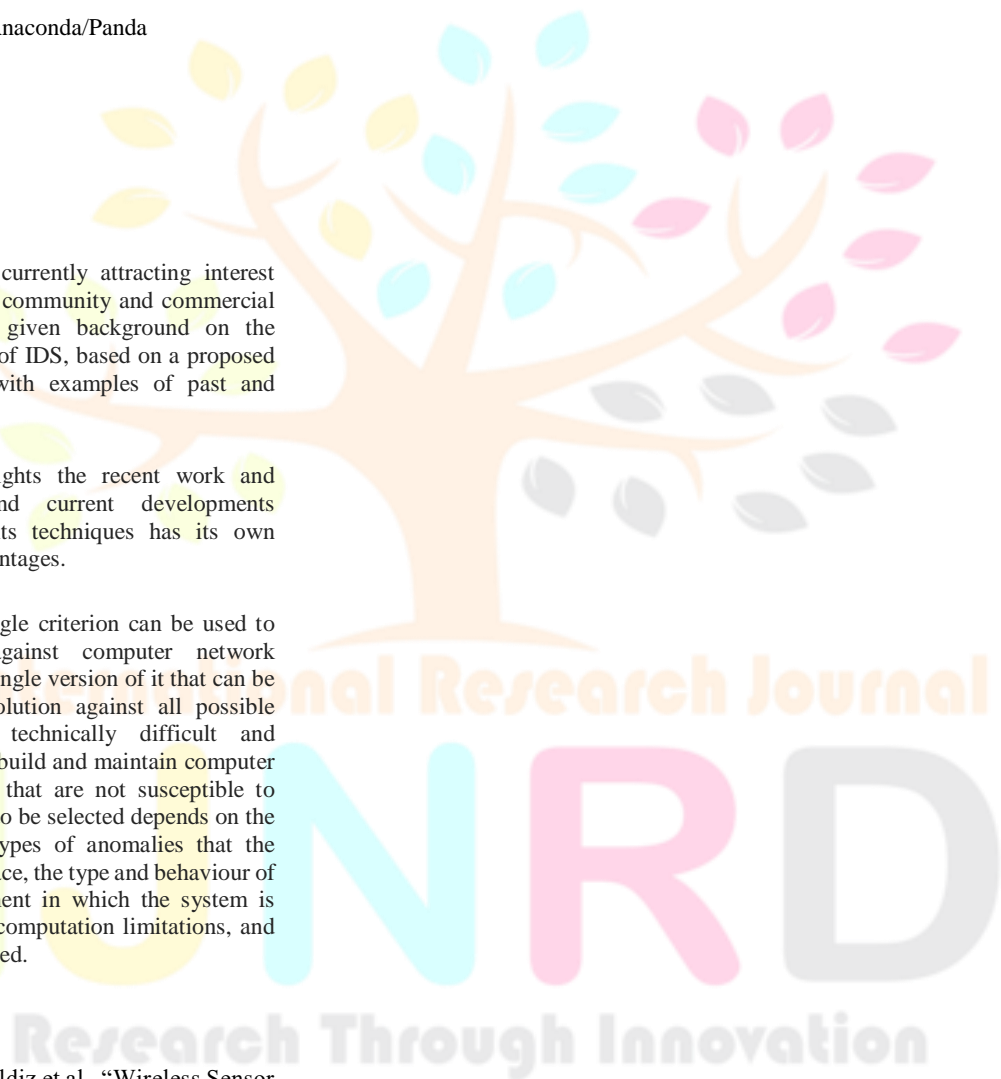 naconda/Panda
currently attracting interest
community and commercial
given background on the
of IDS, based on a proposed
with examples of past and
ghts the recent work and
nd current developments
its techniques has its own
ntages.
gle criterion can be used to
gainst computer network
ngle version of it that can be
olution against all possible
technically difficult and
build and maintain computer
that are not susceptible to
o be selected depends on the
ypes of anomalies that the
ce, the type and behaviour of
ment in which the system is
computation limitations, and
ed.
International Research Journal
IJNRD
Research Through Innovation
ldiz et al., “Wireless Sensor